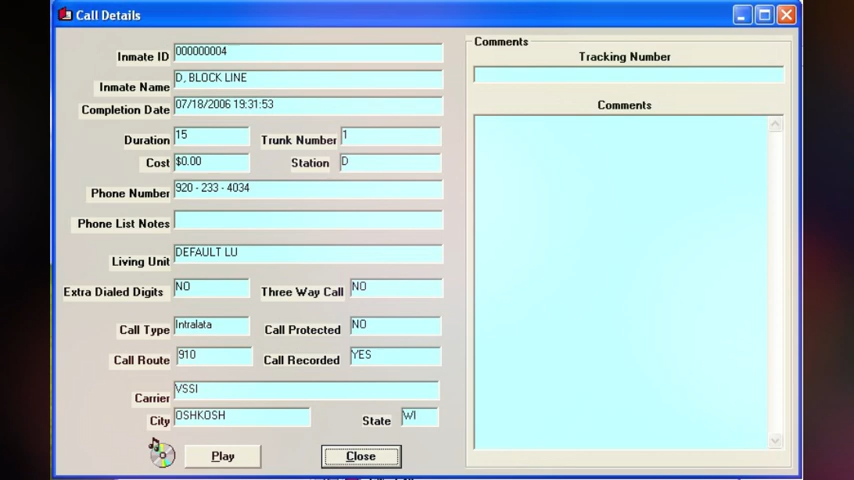 Call Details
Inmate ID 000000004
Inmate Name D, BLOCK LINE
Completion Date 07/18/2006 19:31:53
Duration 15 Trunk Number 1
Cost $0.00 Station D
Phone Number 920 - 233 - 4034
Phone List Notes
Living Unit DEFAULT LU
Extra Dialed Digits NO Three Way Call NO
Call Type Intralata Call Protected NO
Call Route 910 Call Recorded YES
Carrier VSSI
City OSHKOSH State WI
Play Close
Comments
Tracking Number
Comments